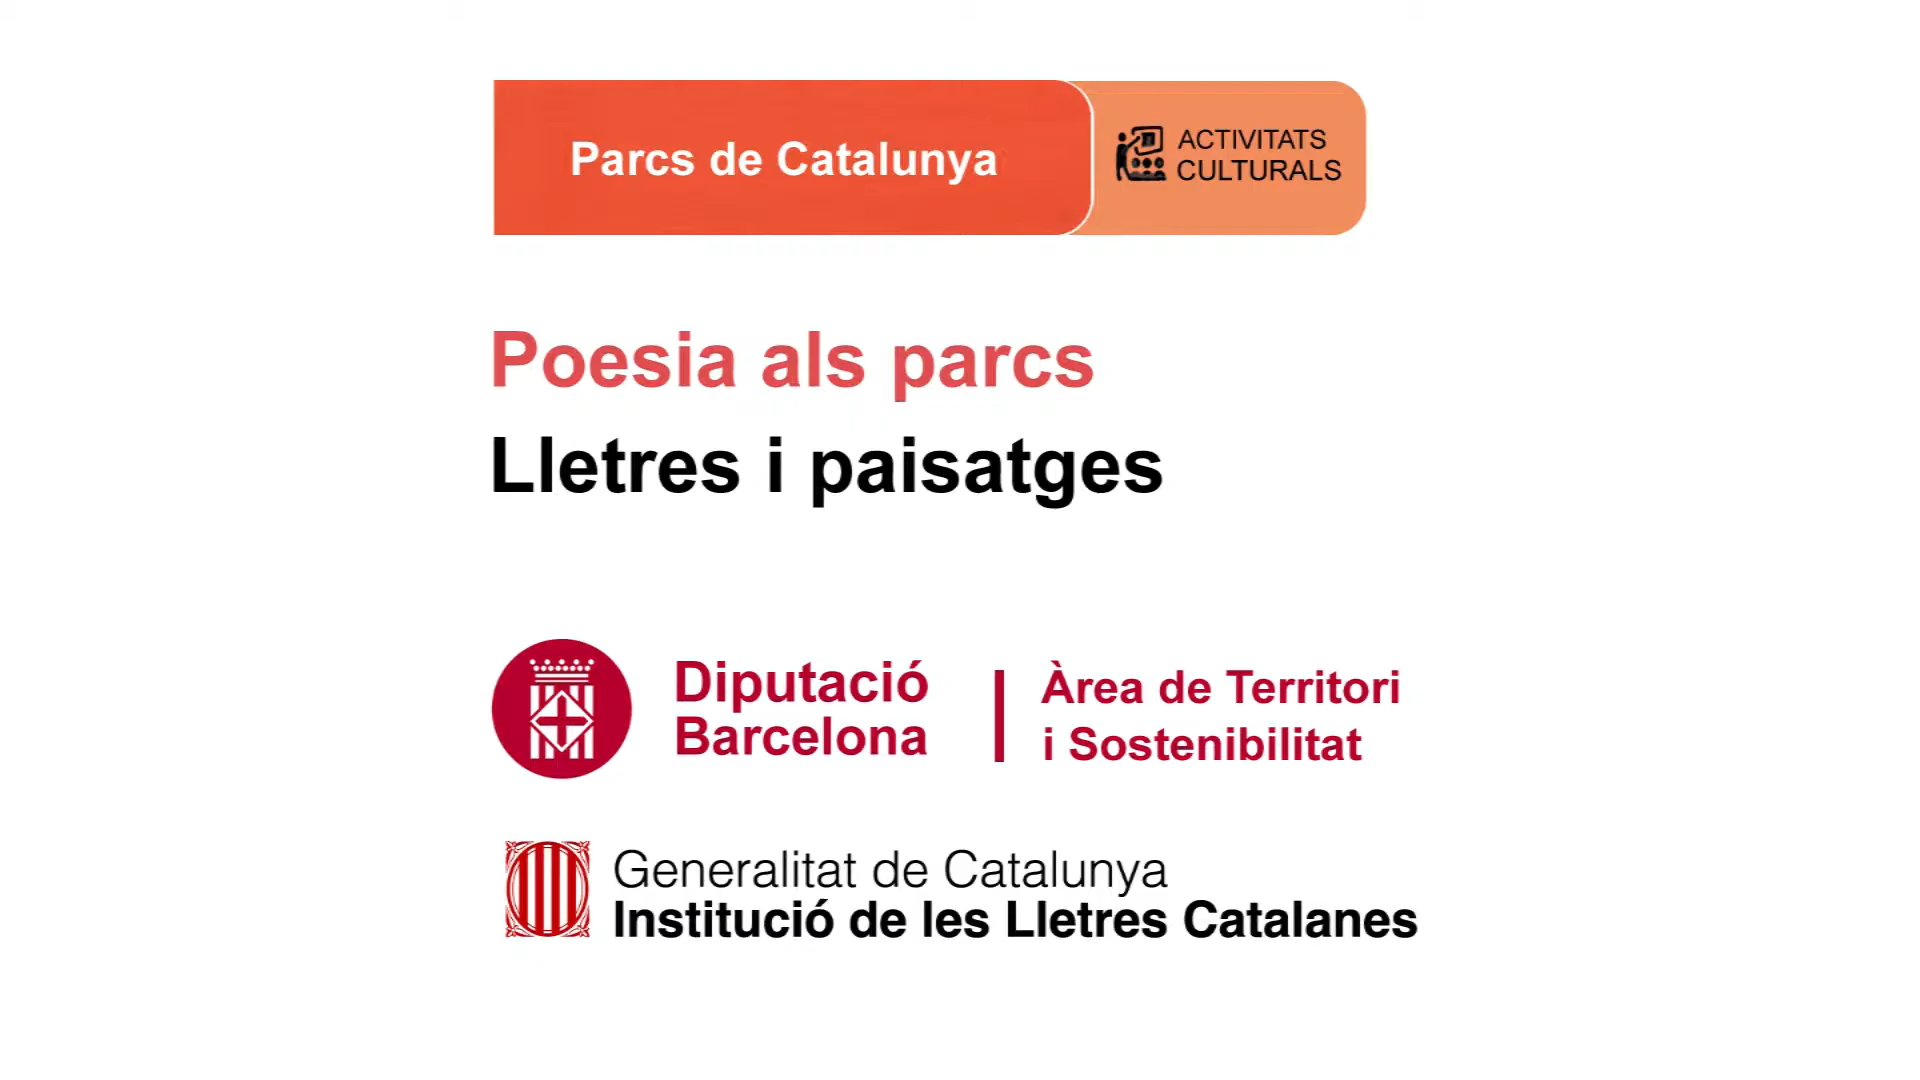 Parcs de Catalunya
ACTIVITATS
CULTURALS
Poesia als parcs
Lletres i paisatges
Diputació
Barcelona
Àrea de Territori
i Sostenibilitat
Generalitat de Catalunya
Institució de les Lletres Catalanes